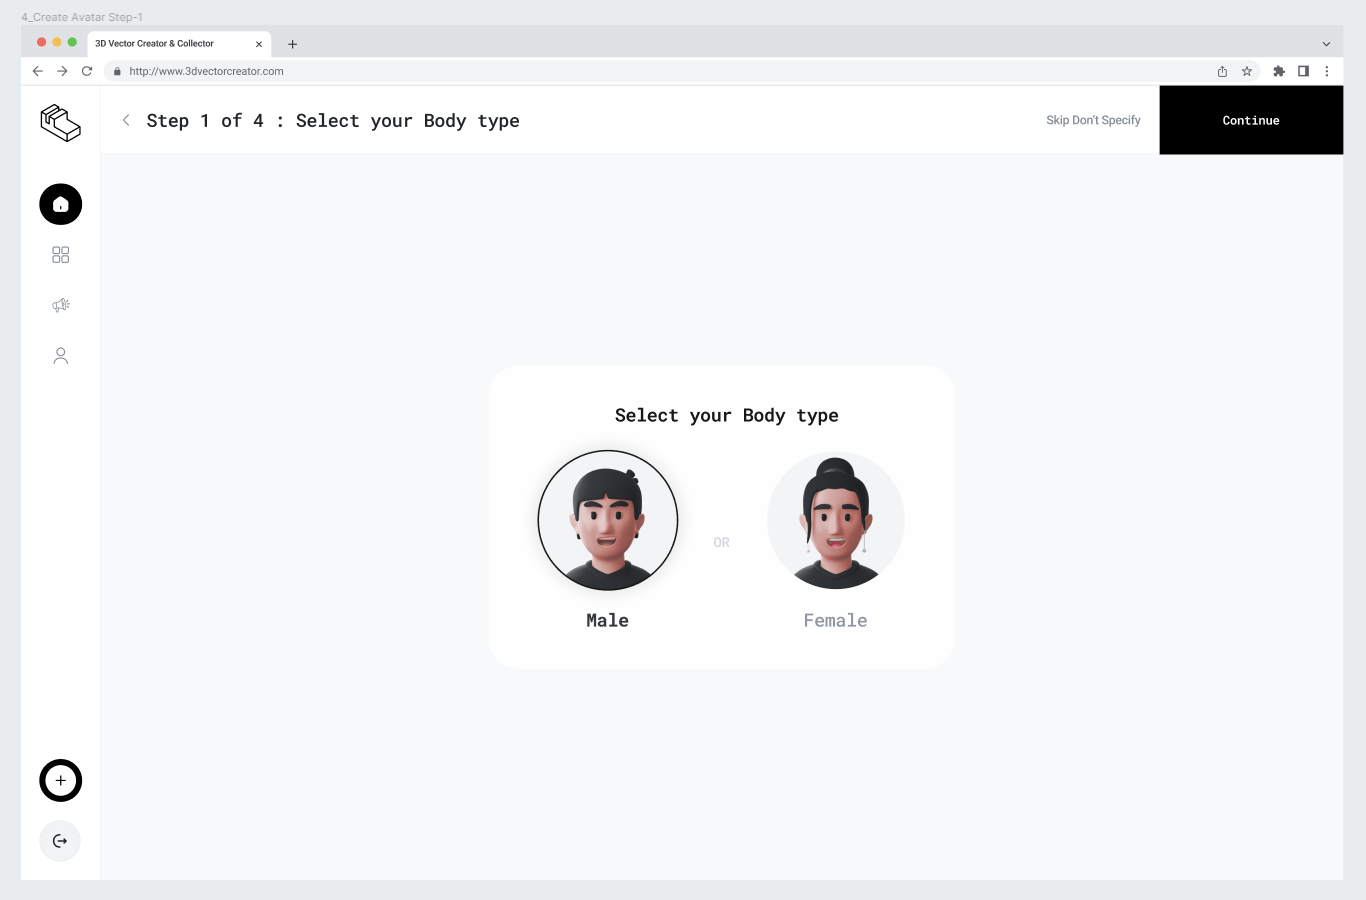 4_Create Avatar Step-1
3D Vector Creator & Collector
http://www.3dvectorcreator.com
Step 1 of 4 : Select your Body type
Skip Don't Specify
Continue
Select your Body type
OR
Male
Female